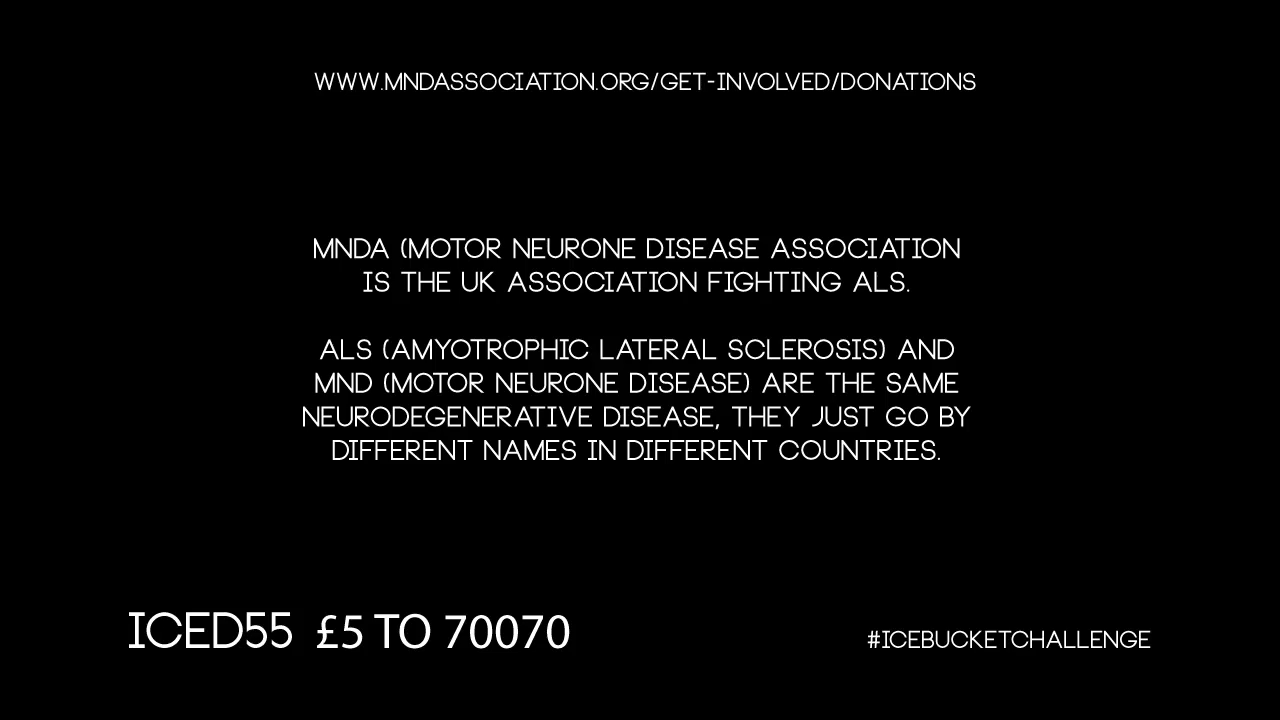 WWW.MNDASSOCIATION.ORG/GET-INVOLVED/DONATIONS
MNDA (MOTOR NEURONE DISEASE ASSOCIATION
IS THE UK ASSOCIATION FIGHTING ALS.
ALS (AMYOTROPHIC LATERAL SCLEROSIS) AND
MND (MOTOR NEURONE DISEASE) ARE THE SAME
NEURODEGENERATIVE DISEASE, THEY JUST GO BY
DIFFERENT NAMES IN DIFFERENT COUNTRIES.
ICED55 £5 TO 70070
#ICEBUCKETCHALLENGE